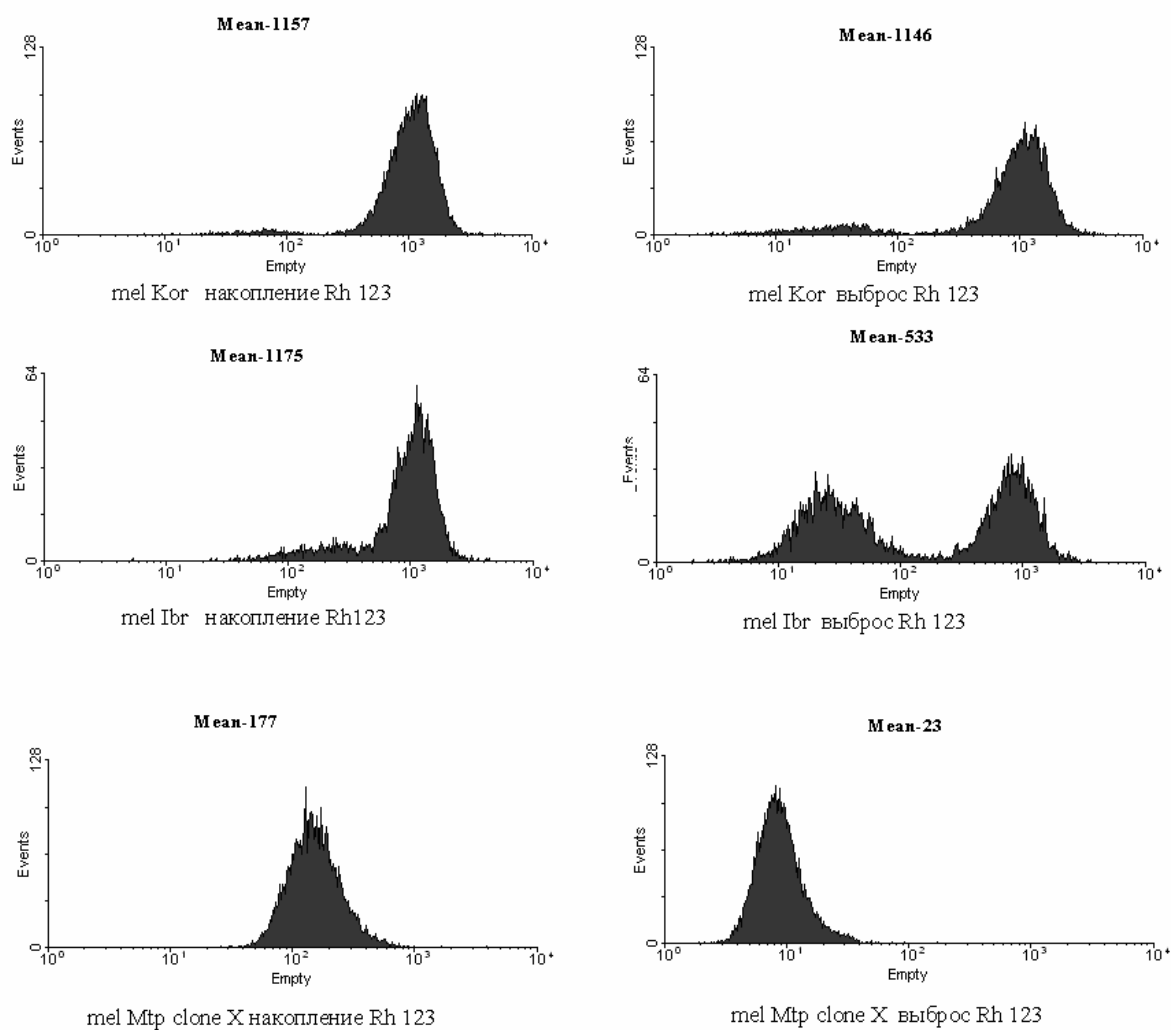 Mean-1157
128
Events
0
10⁰ 10¹ 10² 10³ 10⁴
Empty
mel Kor накопление Rh 123
Mean-1146
128
Events
0
10⁰ 10¹ 10² 10³ 10⁴
Empty
mel Kor выброс Rh 123
Mean-1175
64
Events
0
10⁰ 10¹ 10² 10³ 10⁴
Empty
mel Ibr накопление Rh123
Mean-533
64
Events
0
10⁰ 10¹ 10² 10³ 10⁴
Empty
mel Ibr выброс Rh 123
Mean-177
128
Events
0
10⁰ 10¹ 10² 10³ 10⁴
Empty
mel Mtp clone X накопление Rh 123
Mean-23
128
Events
0
10⁰ 10¹ 10² 10³ 10⁴
Empty
mel Mtp clone X выброс Rh 123